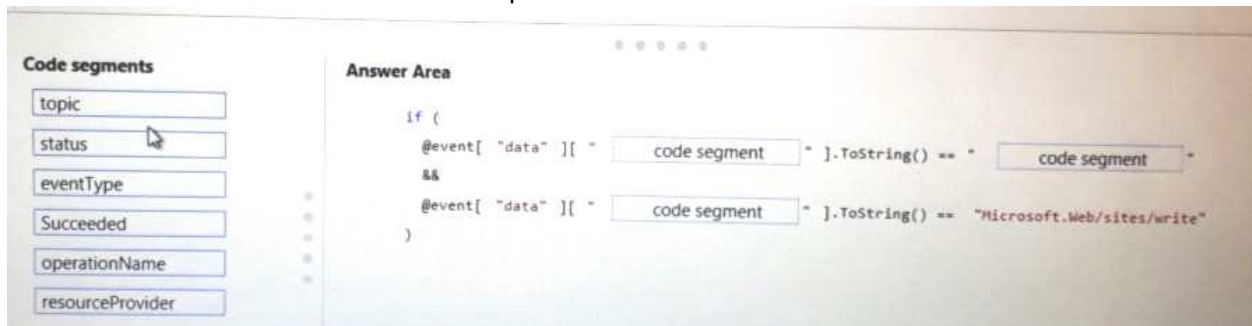 Code segments
topic
status
eventType
Succeeded
operationName
resourceProvider
Answer Area
if (
@event[ "data" ][ " code segment " ].ToString() == " code segment "
&&
@event[ "data" ][ " code segment " ].ToString() == "Microsoft.Web/sites/write"
)